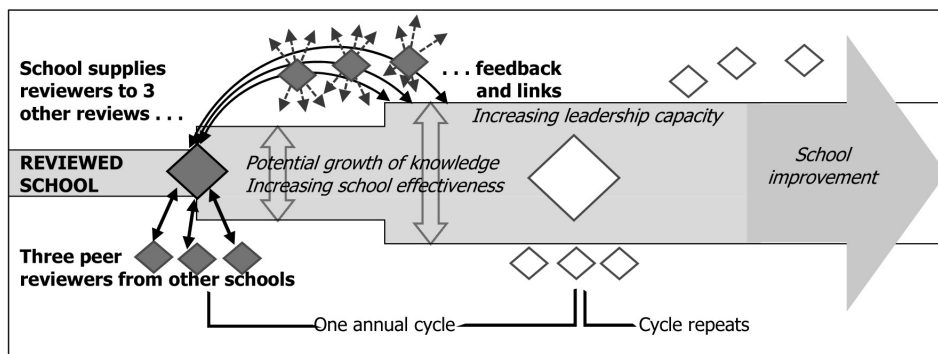 School supplies
reviewers to 3
other reviews . . .
. . . feedback
and links
Increasing leadership capacity
REVIEWED
SCHOOL
Potential growth of knowledge
Increasing school effectiveness
School
improvement
Three peer
reviewers from other schools
One annual cycle
Cycle repeats